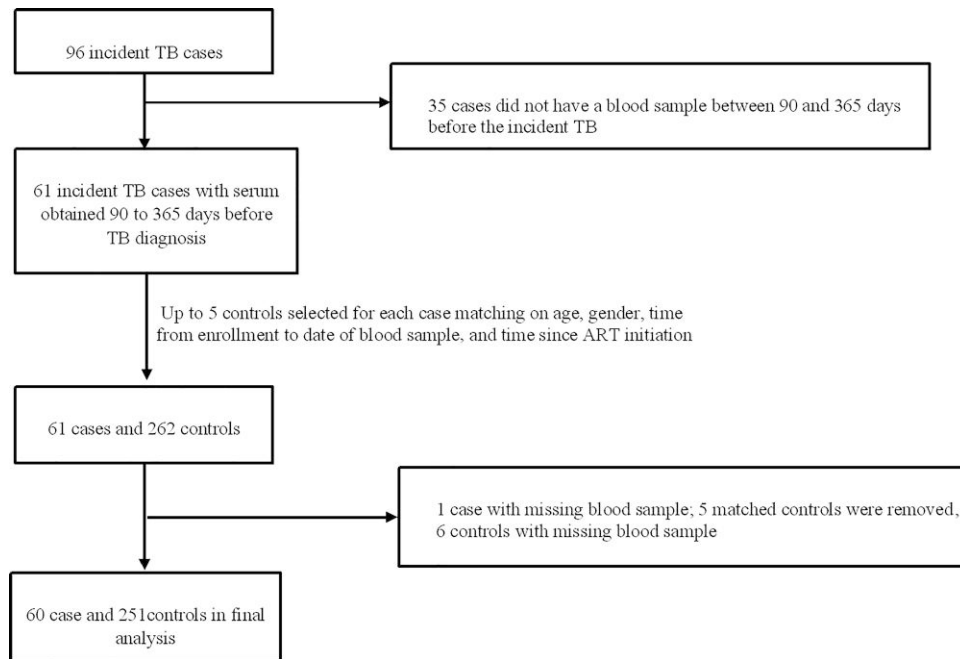 96 incident TB cases
35 cases did not have a blood sample between 90 and 365 days
before the incident TB
61 incident TB cases with serum
obtained 90 to 365 days before
TB diagnosis
Up to 5 controls selected for each case matching on age, gender, time
from enrollment to date of blood sample, and time since ART initiation
61 cases and 262 controls
1 case with missing blood sample; 5 matched controls were removed,
6 controls with missing blood sample
60 case and 251controls in final
analysis